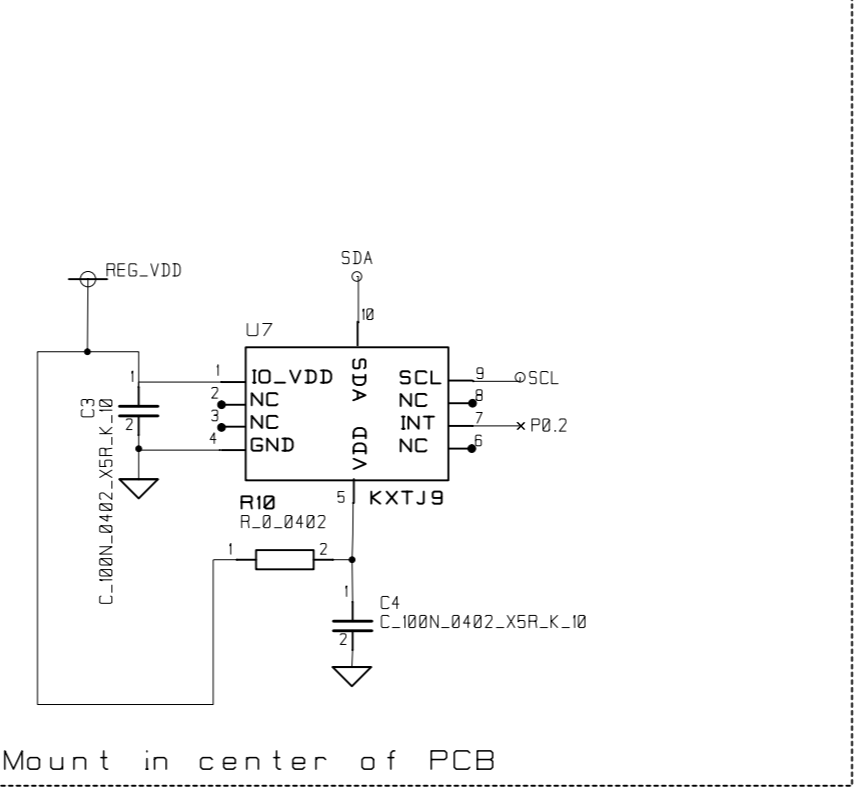 SDA
REG_VDD
10
U7
1
IO_VDD
SDA
SCL
9
SCL
1
2
NC
NC
8
C3
C_100N_0402_X5R_K_10
2
3
NC
INT
7
P0.2
4
GND
VDD
NC
6
5
KXTJ9
R10
R_0_0402
1
2
1
C4
C_100N_0402_X5R_K_10
2
Mount in center of PCB